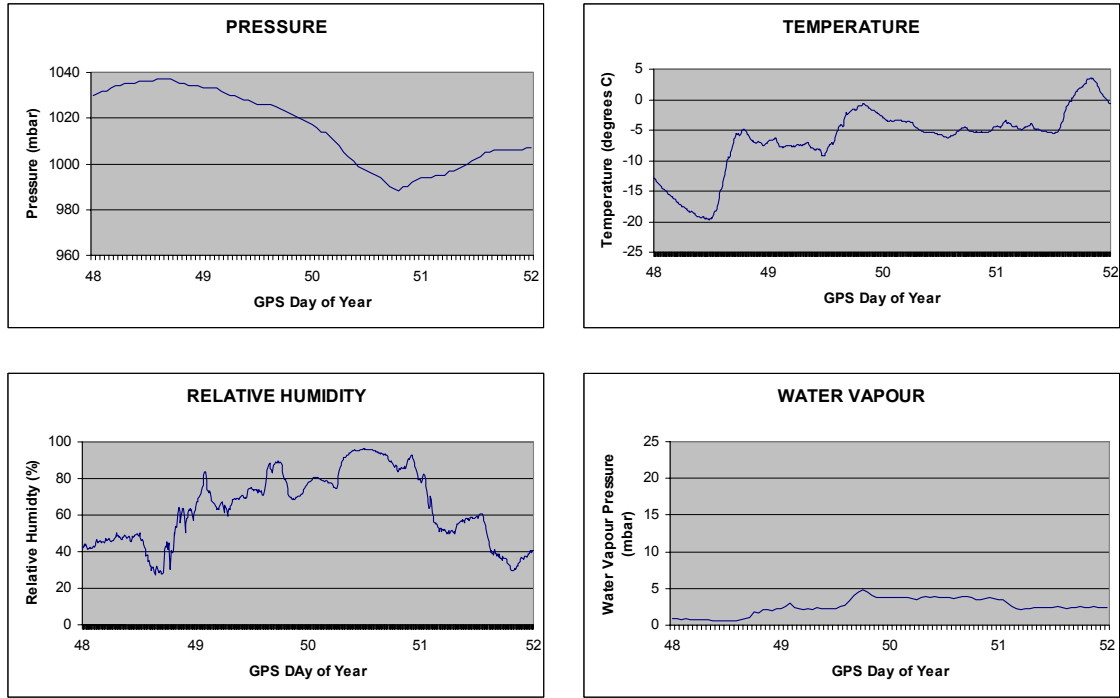 PRESSURE
1040
1020
1000
980
960
Pressure (mbar)
48 49 50 51 52
GPS Day of Year
TEMPERATURE
5
0
-5
-10
-15
-20
-25
Temperature (degrees C)
48 49 50 51 52
GPS Day of Year
RELATIVE HUMIDITY
100
80
60
40
20
0
Relative Humidty (%)
48 49 50 51 52
GPS DAy of Year
WATER VAPOUR
25
20
15
10
5
0
Water Vapour Pressure
(mbar)
48 49 50 51 52
GPS Day of Year